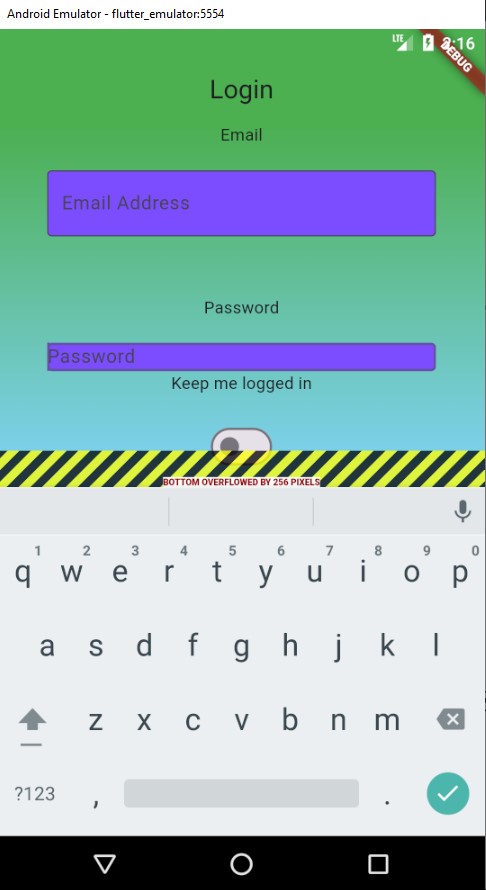 Android Emulator - flutter_emulator:5554
LTE 3:16
DEBUG
Login
Email
Email Address
Password
Password
Keep me logged in
BOTTOM OVERFLOWED BY 256 PIXELS
1 2 3 4 5 6 7 8 9 0
q w e r t y u i o p
a s d f g h j k l
z x c v b n m
?123 , .